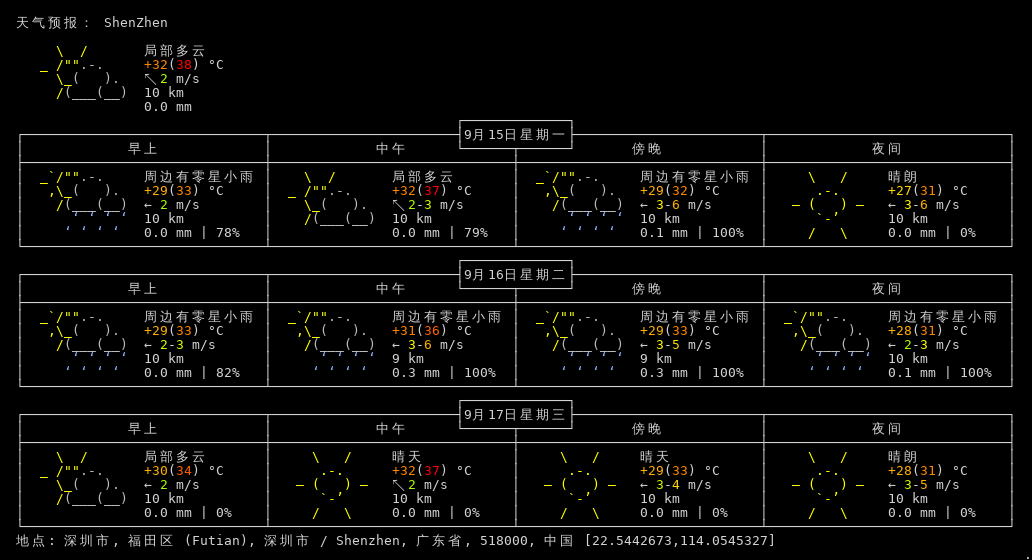 天气预报： ShenZhen
局部多云
+32(38) °C
↖2 m/s
10 km
0.0 mm
9月15日星期一
早上 中午 傍晚 夜间
周边有零星小雨 局部多云 周边有零星小雨 晴朗
+29(33) °C +32(37) °C +29(32) °C +27(31) °C
← 2 m/s ↖2-3 m/s ← 3-6 m/s ← 3-6 m/s
10 km 10 km 10 km 10 km
0.0 mm | 78% 0.0 mm | 79% 0.1 mm | 100% 0.0 mm | 0%
9月16日星期二
早上 中午 傍晚 夜间
周边有零星小雨 周边有零星小雨 周边有零星小雨 周边有零星小雨
+29(33) °C +31(36) °C +29(33) °C +28(31) °C
← 2-3 m/s ← 3-6 m/s ← 3-5 m/s ← 2-3 m/s
10 km 9 km 9 km 10 km
0.0 mm | 82% 0.3 mm | 100% 0.3 mm | 100% 0.1 mm | 100%
9月17日星期三
早上 中午 傍晚 夜间
局部多云 晴天 晴天 晴朗
+30(34) °C +32(37) °C +29(33) °C +28(31) °C
← 2 m/s ↖2 m/s ← 3-4 m/s ← 3-5 m/s
10 km 10 km 10 km 10 km
0.0 mm | 0% 0.0 mm | 0% 0.0 mm | 0% 0.0 mm | 0%
地点: 深圳市, 福田区 (Futian), 深圳市 / Shenzhen, 广东省, 518000, 中国 [22.5442673,114.0545327]